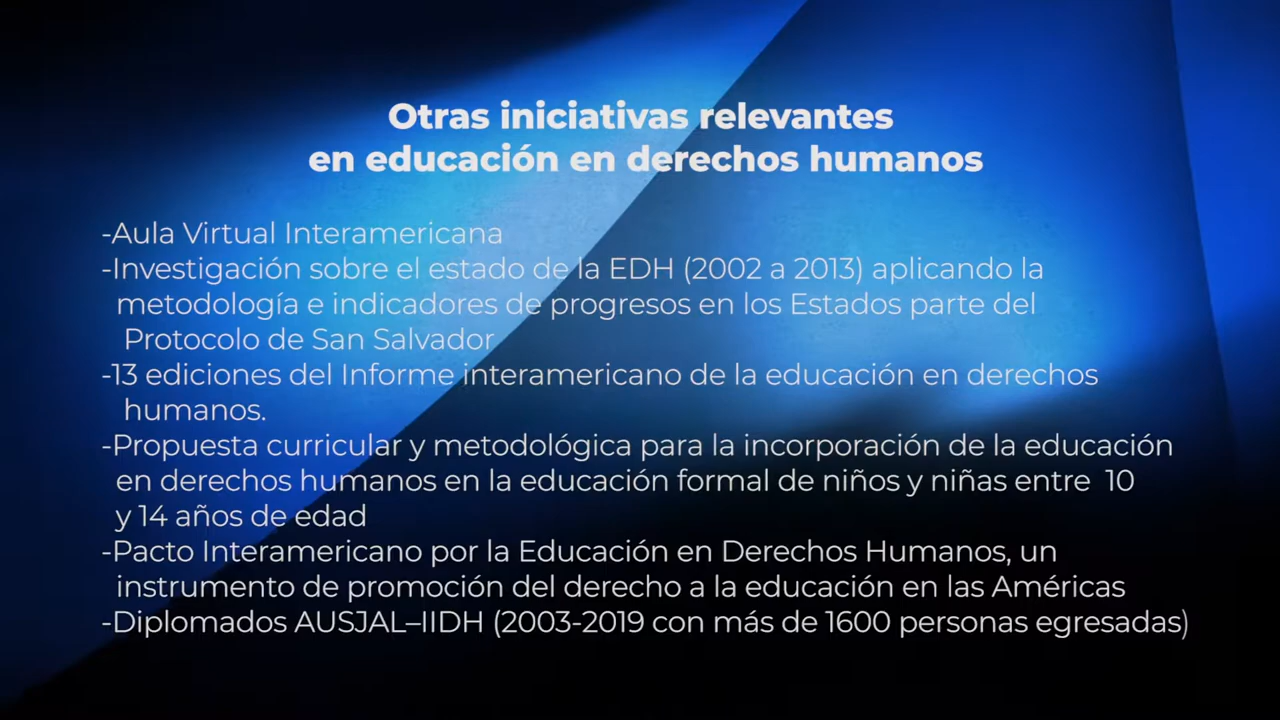 Otras iniciativas relevantes
en educación en derechos humanos
-Aula Virtual Interamericana
-Investigación sobre el estado de la EDH (2002 a 2013) aplicando la
metodología e indicadores de progresos en los Estados parte del
Protocolo de San Salvador
-13 ediciones del Informe interamericano de la educación en derechos
humanos.
-Propuesta curricular y metodológica para la incorporación de la educación
en derechos humanos en la educación formal de niños y niñas entre 10
y 14 años de edad
-Pacto Interamericano por la Educación en Derechos Humanos, un
instrumento de promoción del derecho a la educación en las Américas
-Diplomados AUSJAL–IIDH (2003-2019 con más de 1600 personas egresadas)